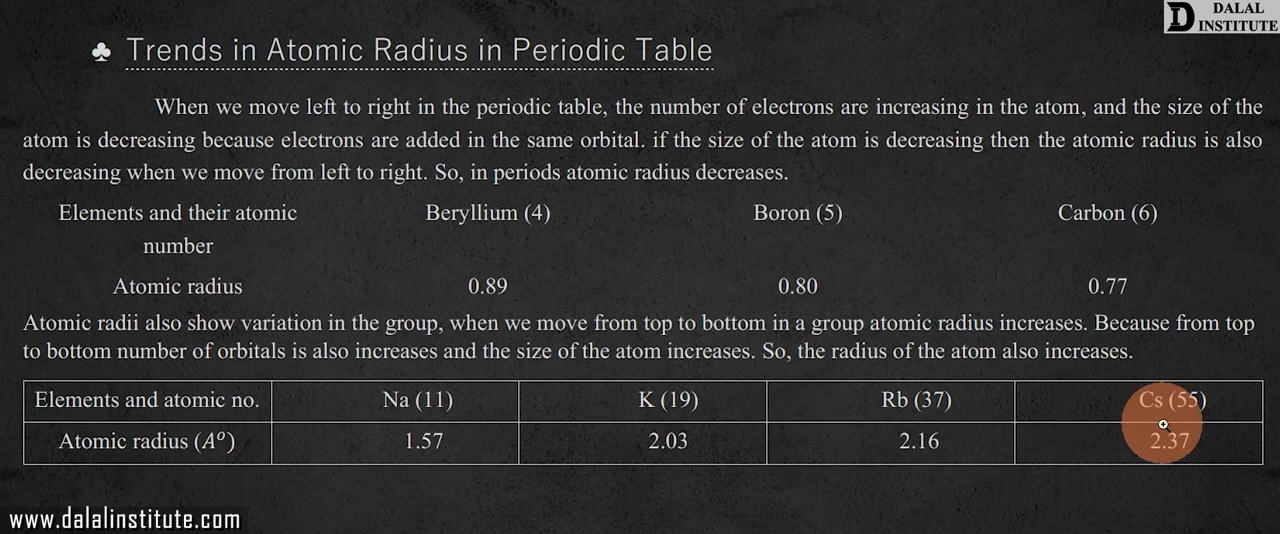 DALAL
INSTITUTE
♣ Trends in Atomic Radius in Periodic Table
When we move left to right in the periodic table, the number of electrons are increasing in the atom, and the size of the
atom is decreasing because electrons are added in the same orbital. if the size of the atom is decreasing then the atomic radius is also
decreasing when we move from left to right. So, in periods atomic radius decreases.
Elements and their atomic number Beryllium (4) Boron (5) Carbon (6)
Atomic radius 0.89 0.80 0.77
Atomic radii also show variation in the group, when we move from top to bottom in a group atomic radius increases. Because from top
to bottom number of orbitals is also increases and the size of the atom increases. So, the radius of the atom also increases.
Elements and atomic no. Na (11) K (19) Rb (37) Cs (55)
Atomic radius (Aº) 1.57 2.03 2.16 2.37
www.dalalinstitute.com